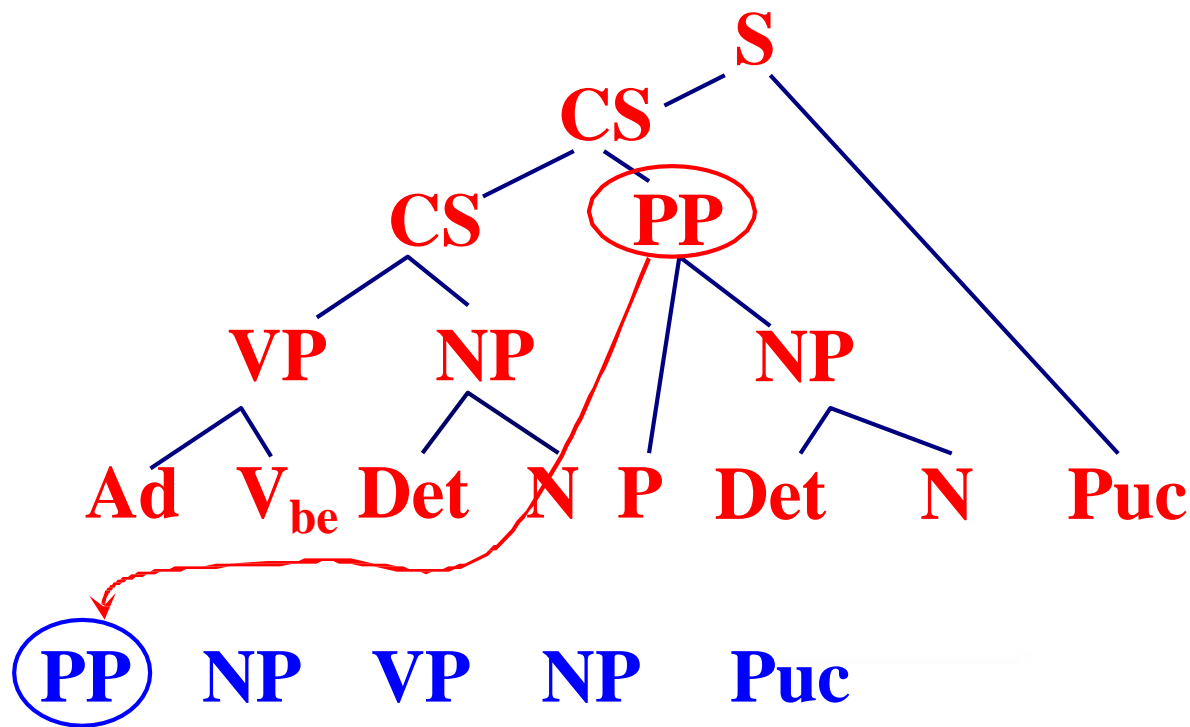 S
CS
CS PP
VP NP NP
Ad Vbe Det N P Det N Puc
PP NP VP NP Puc